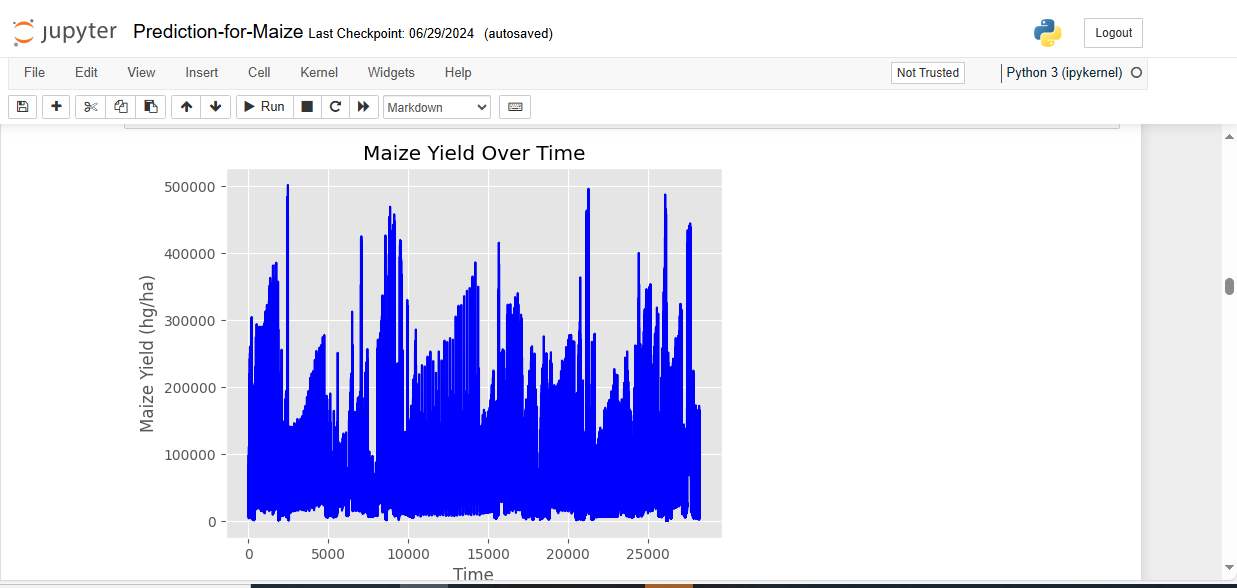 jupyter Prediction-for-Maize Last Checkpoint: 06/29/2024 (autosaved) Logout
File Edit View Insert Cell Kernel Widgets Help Not Trusted Python 3 (ipykernel)
Run Markdown
Maize Yield Over Time
500000
400000
300000
200000
100000
0
Maize Yield (hg/ha)
0 5000 10000 15000 20000 25000
Time